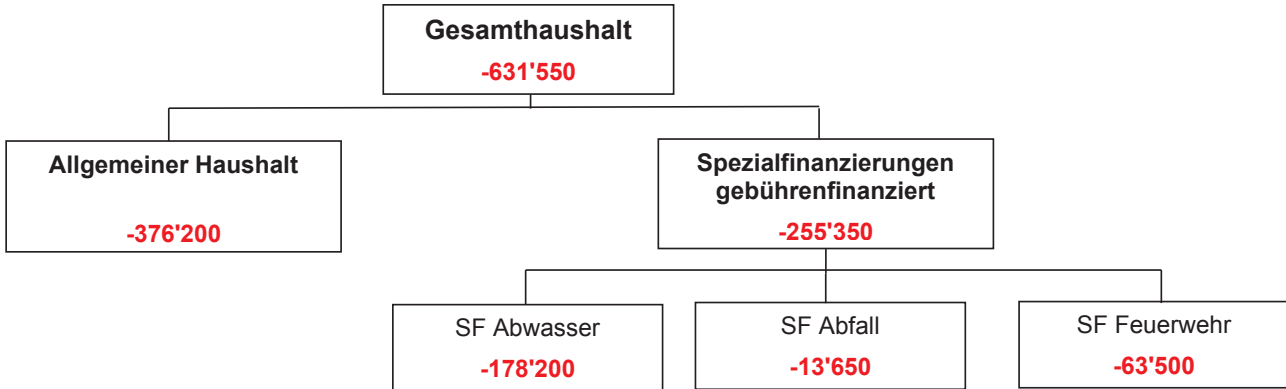 Gesamthaushalt
-631'550
Allgemeiner Haushalt
-376'200
Spezialfinanzierungen
gebührenfinanziert
-255'350
SF Abwasser
-178'200
SF Abfall
-13'650
SF Feuerwehr
-63'500